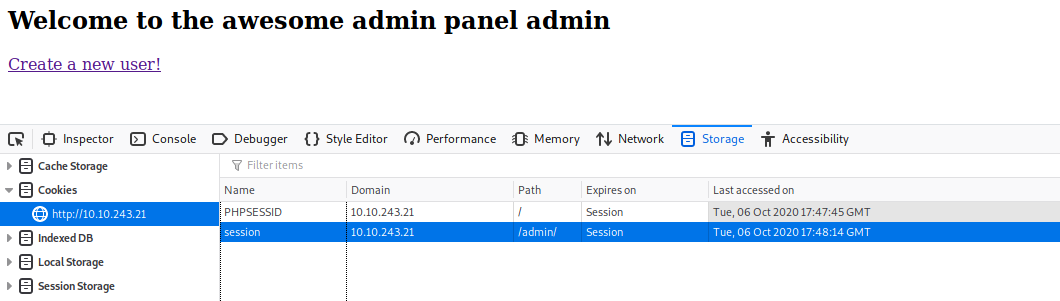 Welcome to the awesome admin panel admin
Create a new user!
Inspector Console Debugger Style Editor Performance Memory Network Storage Accessibility
Cache Storage
Cookies
http://10.10.243.21
Indexed DB
Local Storage
Session Storage
Filter items
Name Domain Path Expires on Last accessed on
PHPSESSID 10.10.243.21 / Session Tue, 06 Oct 2020 17:47:45 GMT
session 10.10.243.21 /admin/ Session Tue, 06 Oct 2020 17:48:14 GMT